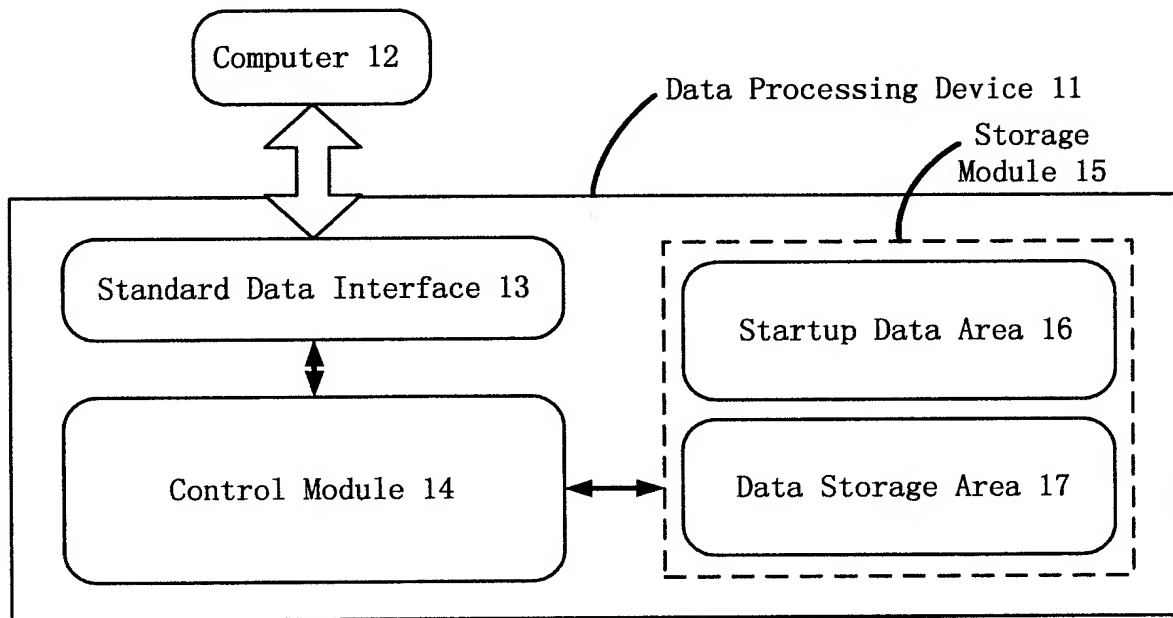 Computer 12
Data Processing Device 11
Storage
Module 15
Standard Data Interface 13
Startup Data Area 16
Control Module 14
Data Storage Area 17